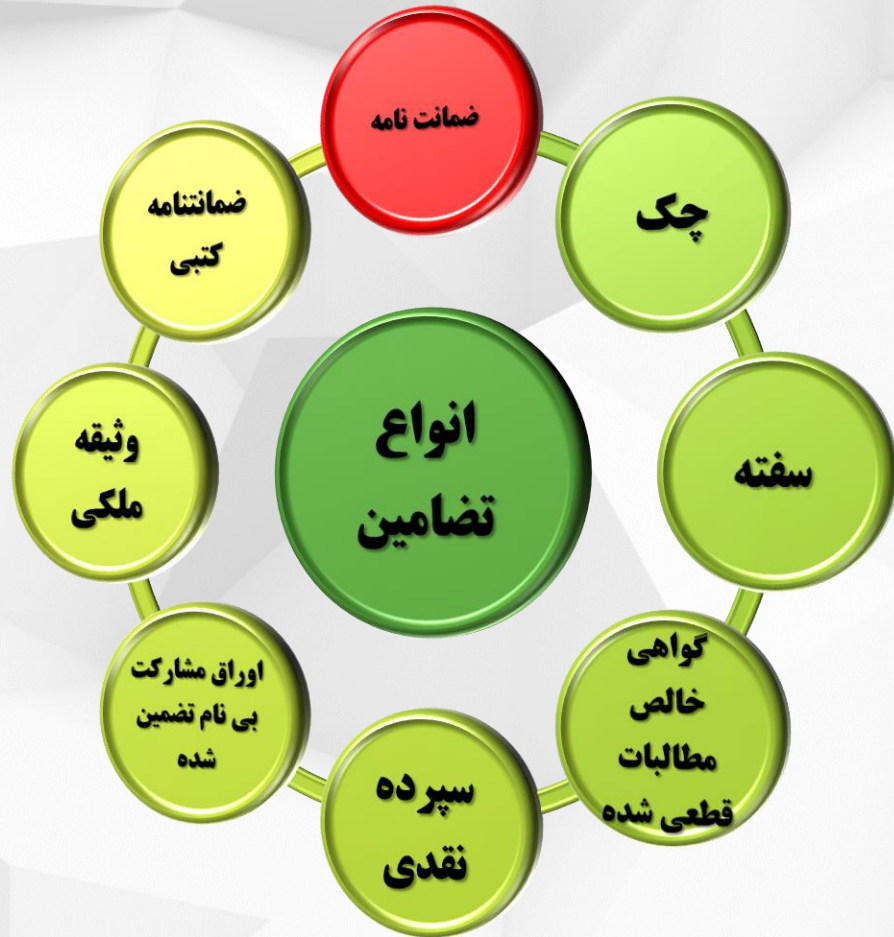 انواع
تضامین
ضمانت نامه
چک
سفته
گواهی
خالص
مطالبات
قطعی شده
سپرده
نقدی
اوراق مشارکت
بی نام تضمین
شده
وثیقه
ملکی
ضمانتنامه
کتبی